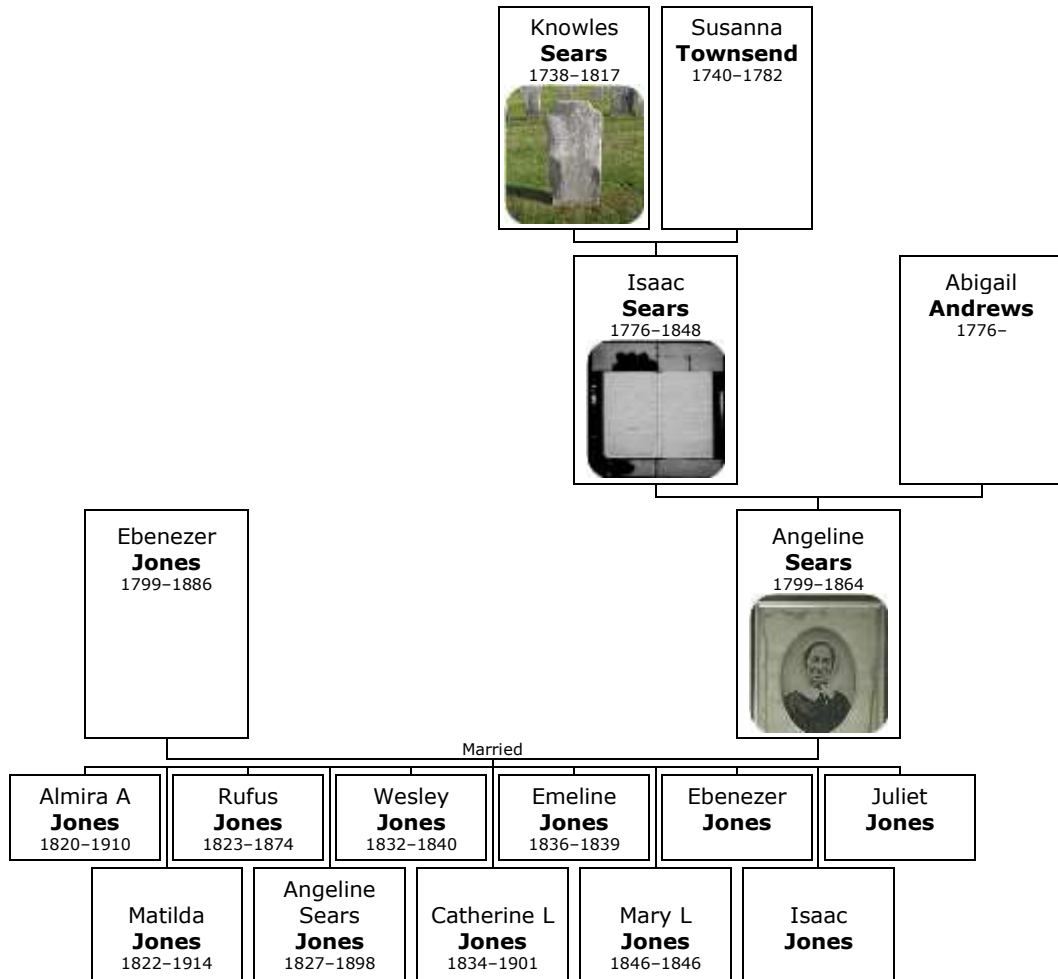 Knowles
Sears
1738–1817
Susanna
Townsend
1740–1782
Isaac
Sears
1776–1848
Abigail
Andrews
1776–
Ebenezer
Jones
1799–1886
Angeline
Sears
1799–1864
Married
Almira A
Jones
1820–1910
Rufus
Jones
1823–1874
Wesley
Jones
1832–1840
Emeline
Jones
1836–1839
Ebenezer
Jones
Juliet
Jones
Matilda
Jones
1822–1914
Angeline
Sears
Jones
1827–1898
Catherine L
Jones
1834–1901
Mary L
Jones
1846–1846
Isaac
Jones